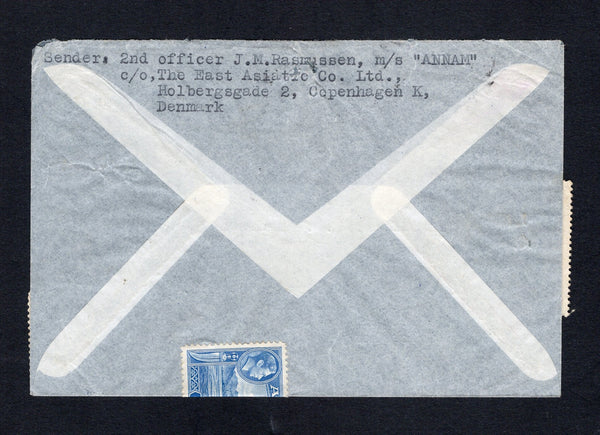 Sender, 2nd officer J.M.Rasmussen, m/s "ANNAM"
c/o,The East Asiatic Co. Ltd.,
Holbergsgade 2, Copenhagen K,
Denmark